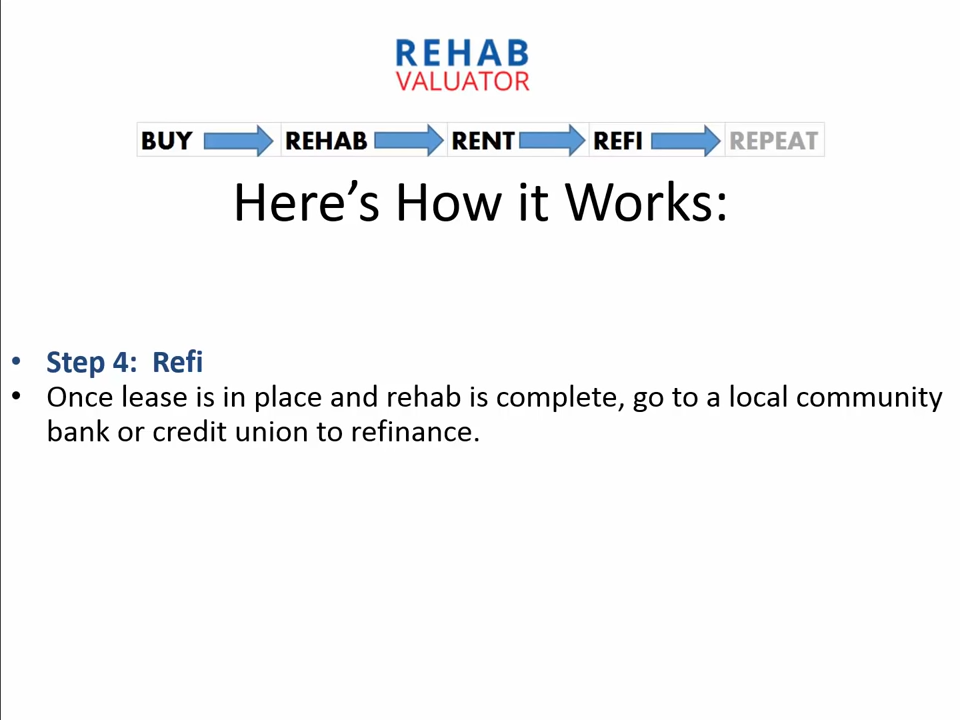 REHAB
VALUATOR
BUY REHAB RENT REFI REPEAT
Here’s How it Works:
• Step 4:  Refi
• Once lease is in place and rehab is complete, go to a local community
bank or credit union to refinance.